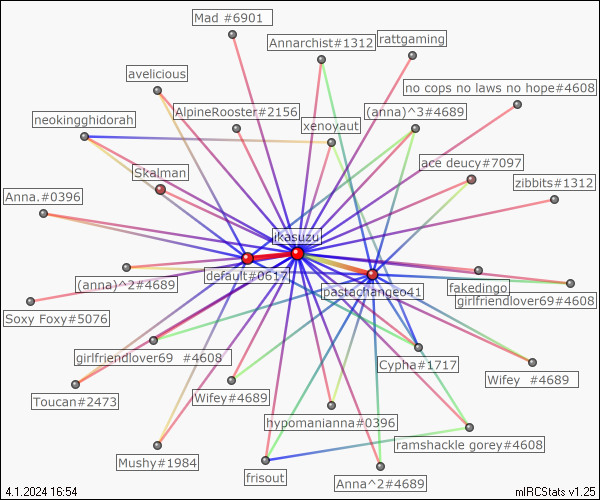 Mad #6901
Annarchist#1312
rattgaming
avelicious
no cops no laws no hope#4608
neokingghidorah
AlpineRooster#2156
xenoyaut
(anna)^3#4689
Skalman
ace deucy#7097
Anna.#0396
zibbits#1312
ikasuzu
default#0617
(anna)^2#4689
pastachangeo41
fakedingo
girlfriendlover69#4608
Soxy Foxy#5076
girlfriendlover69 #4608
Cypha#1717
Wifey #4689
Toucan#2473
Wifey#4689
hypomanianna#0396
ramshackle gorey#4608
Mushy#1984
frisout
Anna^2#4689
4.1.2024 16:54
mIRCStats v1.25